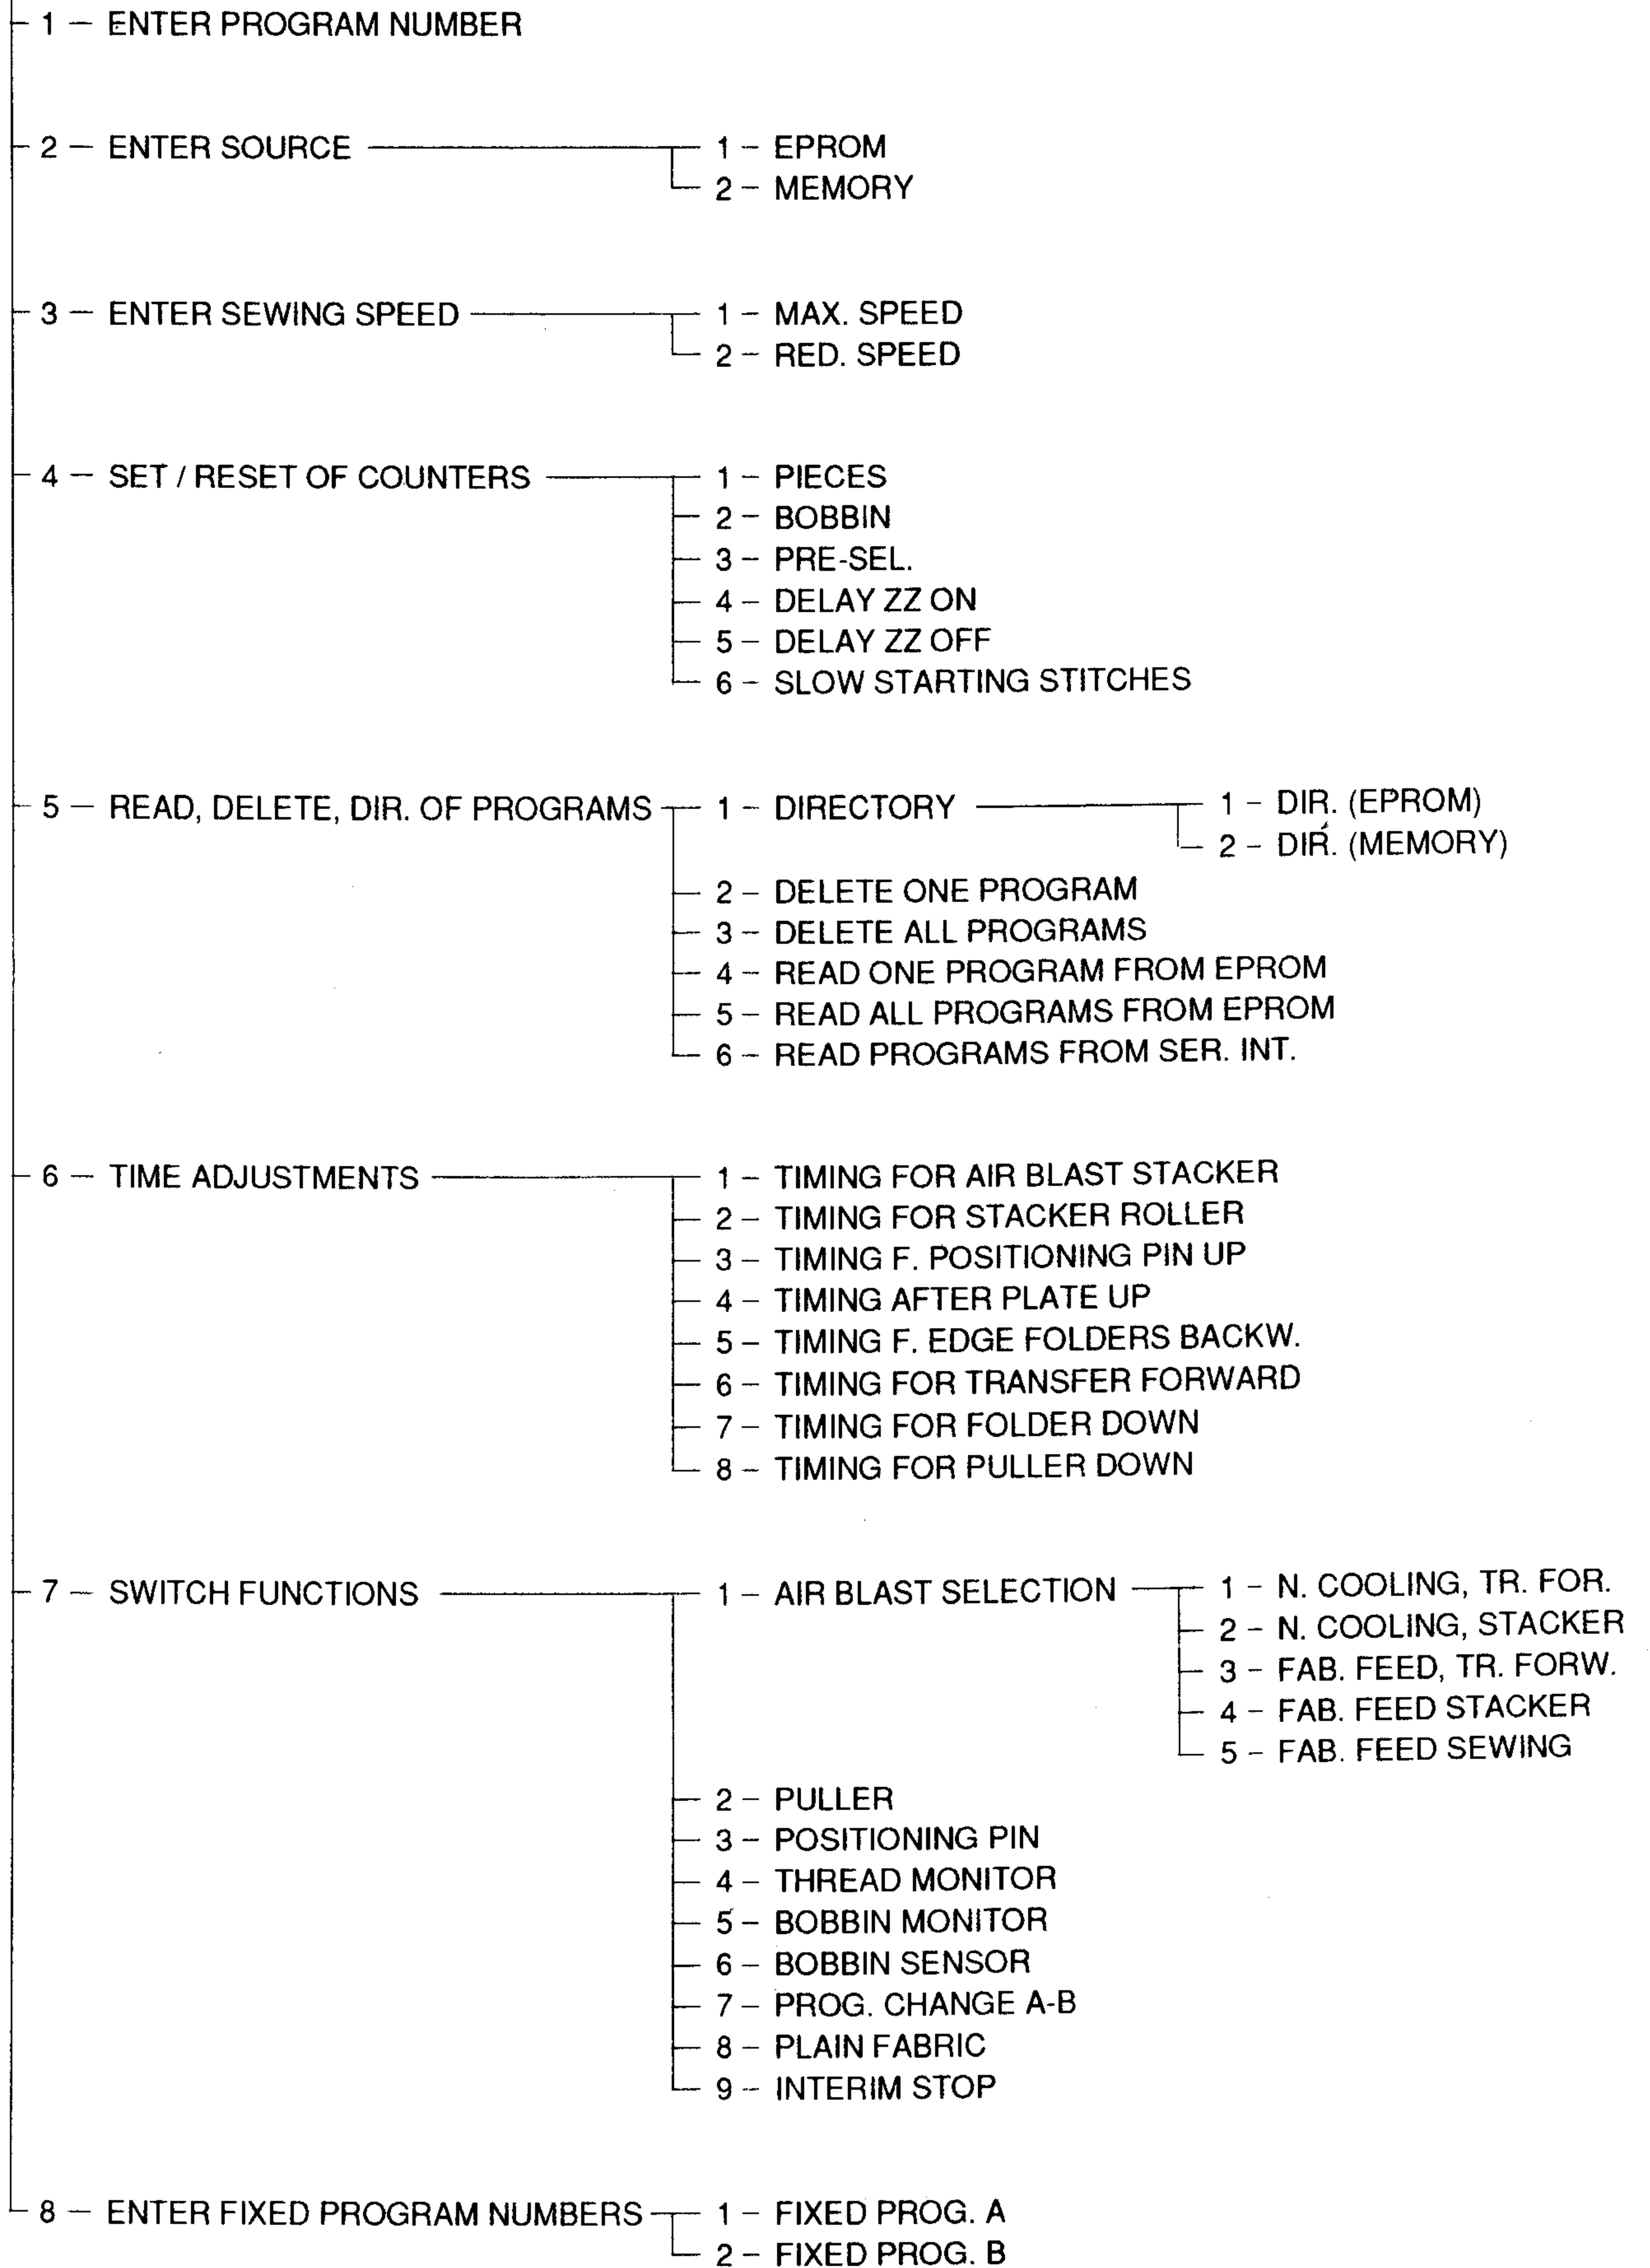 1 — ENTER PROGRAM NUMBER
2 — ENTER SOURCE
1 – EPROM
2 – MEMORY
3 — ENTER SEWING SPEED
1 – MAX. SPEED
2 – RED. SPEED
4 — SET / RESET OF COUNTERS
1 – PIECES
2 – BOBBIN
3 – PRE-SEL.
4 – DELAY ZZ ON
5 – DELAY ZZ OFF
6 – SLOW STARTING STITCHES
5 — READ, DELETE, DIR. OF PROGRAMS
1 – DIRECTORY
1 – DIR. (EPROM)
2 – DIR. (MEMORY)
2 – DELETE ONE PROGRAM
3 – DELETE ALL PROGRAMS
4 – READ ONE PROGRAM FROM EPROM
5 – READ ALL PROGRAMS FROM EPROM
6 – READ PROGRAMS FROM SER. INT.
6 — TIME ADJUSTMENTS
1 – TIMING FOR AIR BLAST STACKER
2 – TIMING FOR STACKER ROLLER
3 – TIMING F. POSITIONING PIN UP
4 – TIMING AFTER PLATE UP
5 – TIMING F. EDGE FOLDERS BACKW.
6 – TIMING FOR TRANSFER FORWARD
7 – TIMING FOR FOLDER DOWN
8 – TIMING FOR PULLER DOWN
7 — SWITCH FUNCTIONS
1 – AIR BLAST SELECTION
1 – N. COOLING, TR. FOR.
2 – N. COOLING, STACKER
3 – FAB. FEED, TR. FORW.
4 – FAB. FEED STACKER
5 – FAB. FEED SEWING
2 – PULLER
3 – POSITIONING PIN
4 – THREAD MONITOR
5 – BOBBIN MONITOR
6 – BOBBIN SENSOR
7 – PROG. CHANGE A-B
8 – PLAIN FABRIC
9 – INTERIM STOP
8 — ENTER FIXED PROGRAM NUMBERS
1 – FIXED PROG. A
2 – FIXED PROG. B